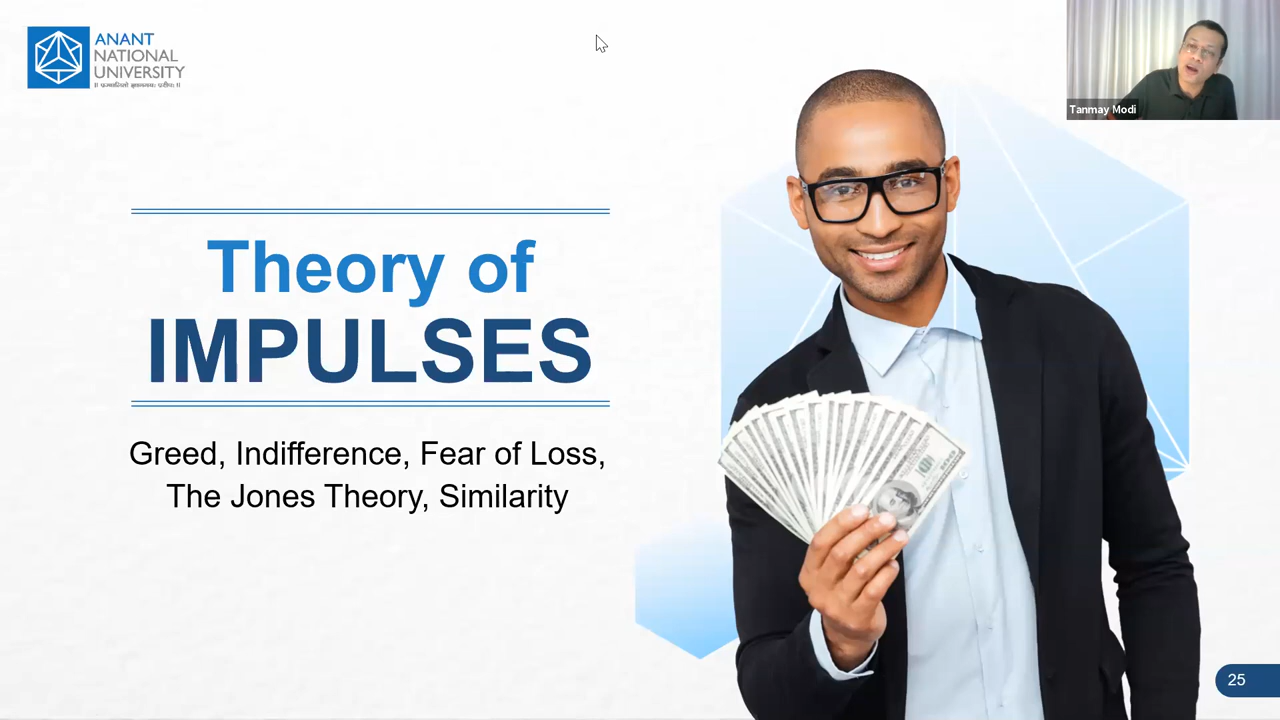 ANANT
NATIONAL
UNIVERSITY
Tanmay Modi
Theory of
IMPULSES
Greed, Indifference, Fear of Loss,
The Jones Theory, Similarity
25